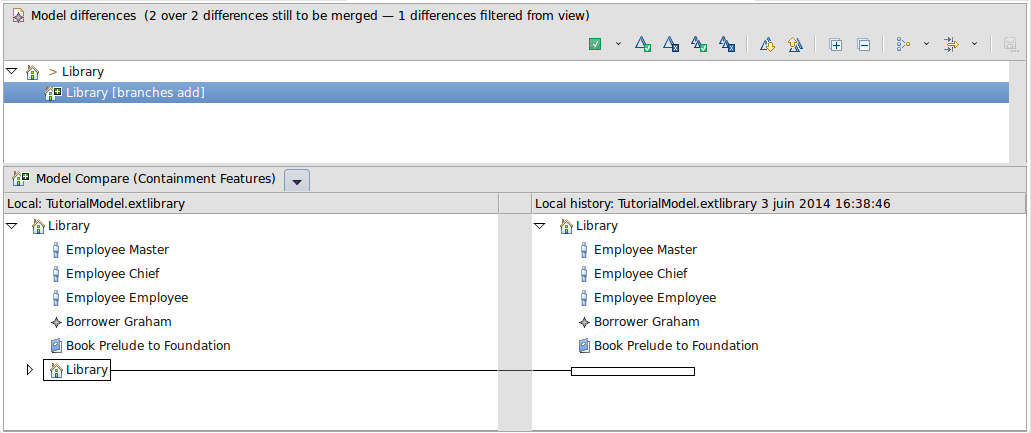 Model differences (2 over 2 differences still to be merged — 1 differences filtered from view)
> Library
Library [branches add]
Model Compare (Containment Features)
Local: TutorialModel.extlibrary
Local history: TutorialModel.extlibrary 3 juin 2014 16:38:46
Library
Employee Master
Employee Chief
Employee Employee
Borrower Graham
Book Prelude to Foundation
Library
Library
Employee Master
Employee Chief
Employee Employee
Borrower Graham
Book Prelude to Foundation